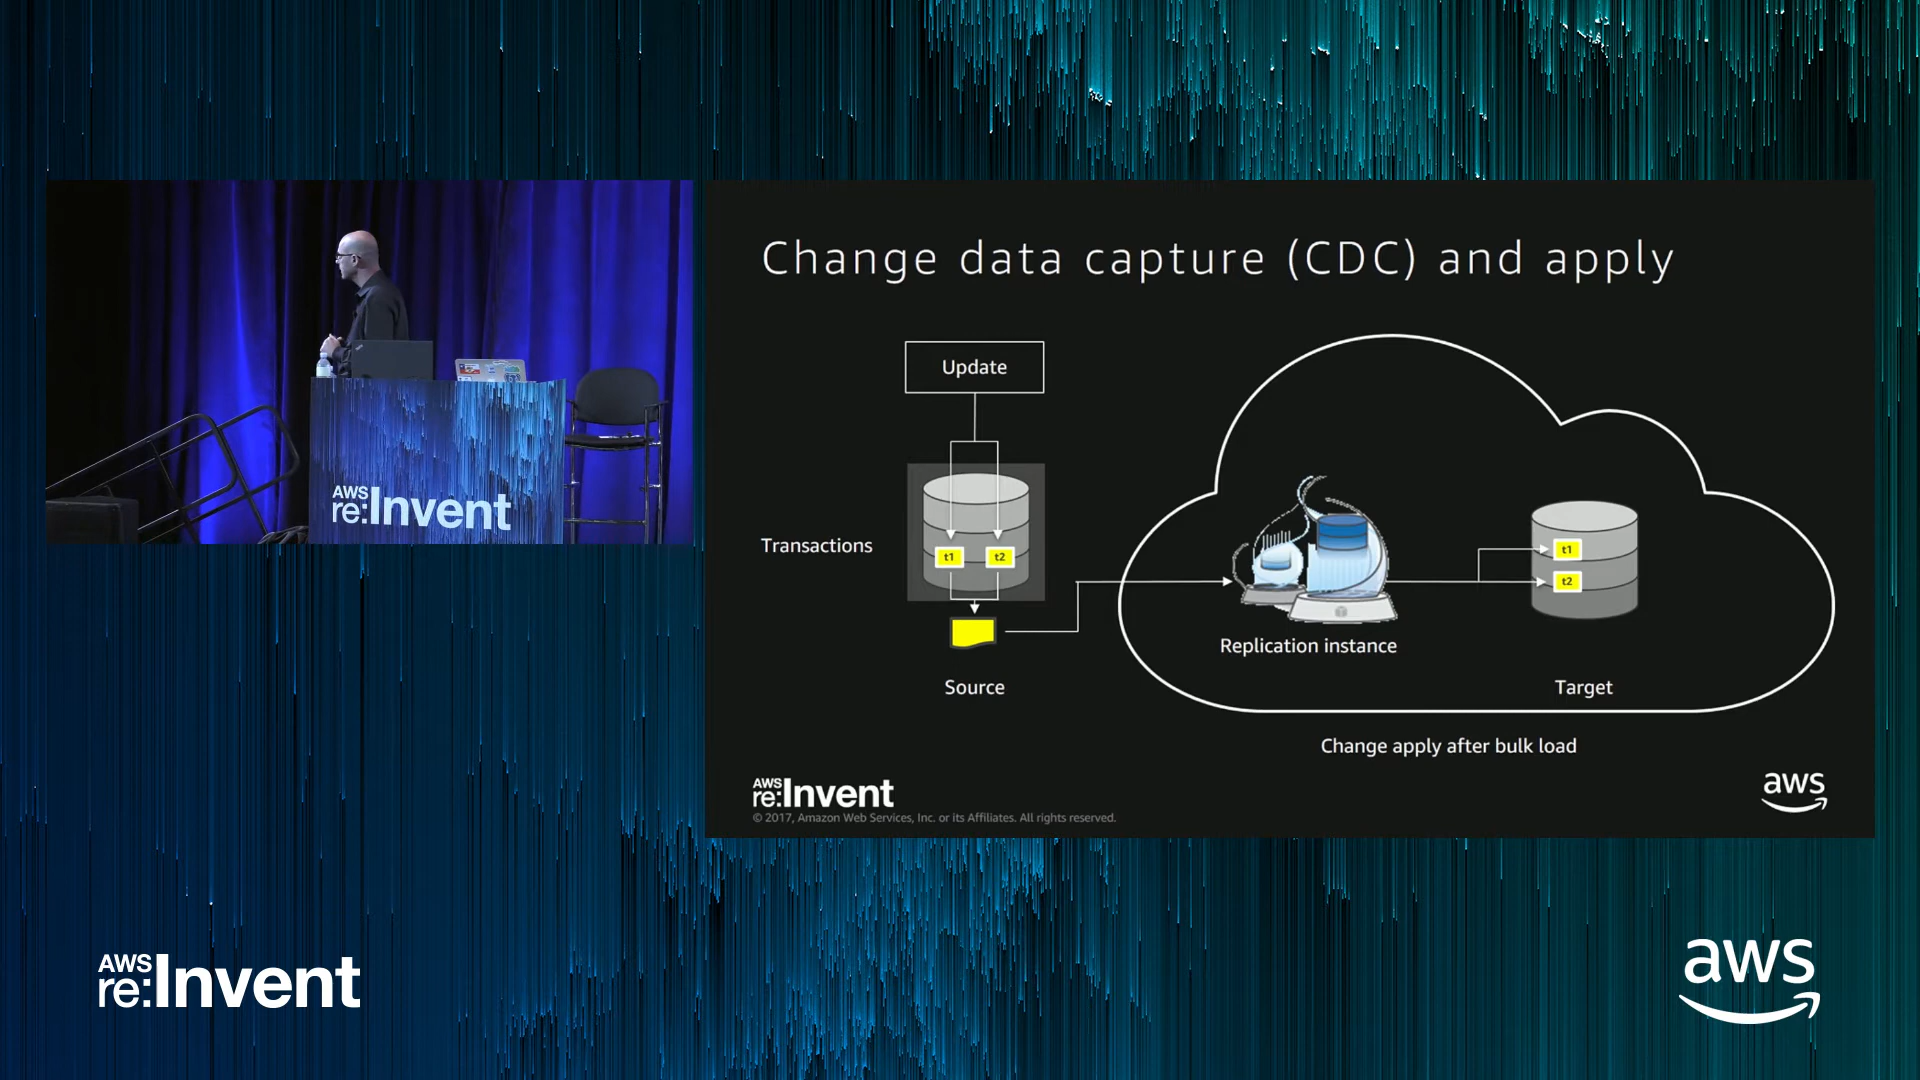 AWS
re:Invent
Change data capture (CDC) and apply
Update
Transactions
t1 t2
t1
t2
Replication instance
Source
Target
Change apply after bulk load
AWS
re:Invent
© 2017, Amazon Web Services, Inc. or its Affiliates. All rights reserved.
aws
AWS
re:Invent
aws